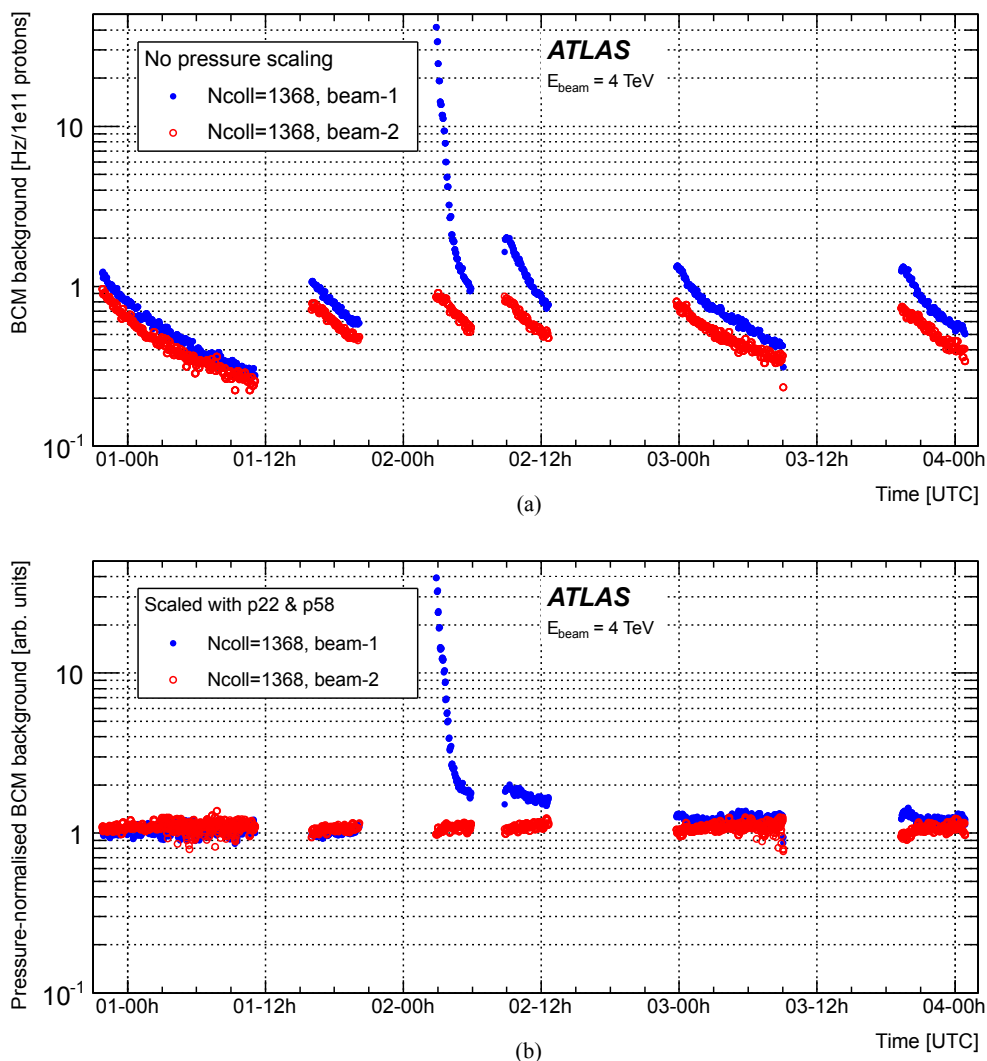 BCM background [Hz/1e11 protons]
No pressure scaling
Ncoll=1368, beam-1
Ncoll=1368, beam-2
ATLAS
E_beam = 4 TeV
10
1
10^-1
01-00h 01-12h 02-00h 02-12h 03-00h 03-12h 04-00h
Time [UTC]
(a)
Pressure-normalised BCM background [arb. units]
Scaled with p22 & p58
Ncoll=1368, beam-1
Ncoll=1368, beam-2
ATLAS
E_beam = 4 TeV
10
1
10^-1
01-00h 01-12h 02-00h 02-12h 03-00h 03-12h 04-00h
Time [UTC]
(b)